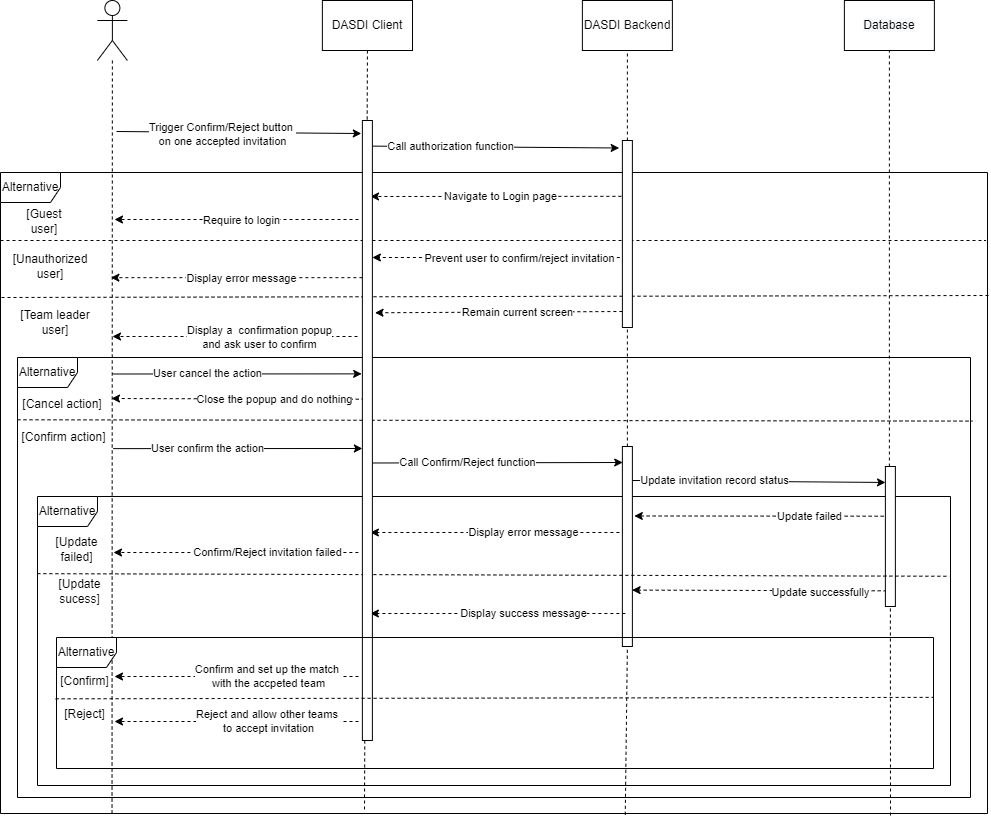 DASDI Client
DASDI Backend
Database
Trigger Confirm/Reject button
on one accepted invitation
Call authorization function
Alternative
Navigate to Login page
[Guest
user]
Require to login
[Unauthorized
user]
Prevent user to confirm/reject invitation
Display error message
[Team leader
user]
Remain current screen
Display a  confirmation popup
and ask user to confirm
Alternative
User cancel the action
[Cancel action]
Close the popup and do nothing
[Confirm action]
User confirm the action
Call Confirm/Reject function
Update invitation record status
Alternative
Update failed
Display error message
[Update
failed]
Confirm/Reject invitation failed
[Update
sucess]
Update successfully
Display success message
Alternative
Confirm and set up the match
with the accpeted team
[Confirm]
[Reject]
Reject and allow other teams
to accept invitation